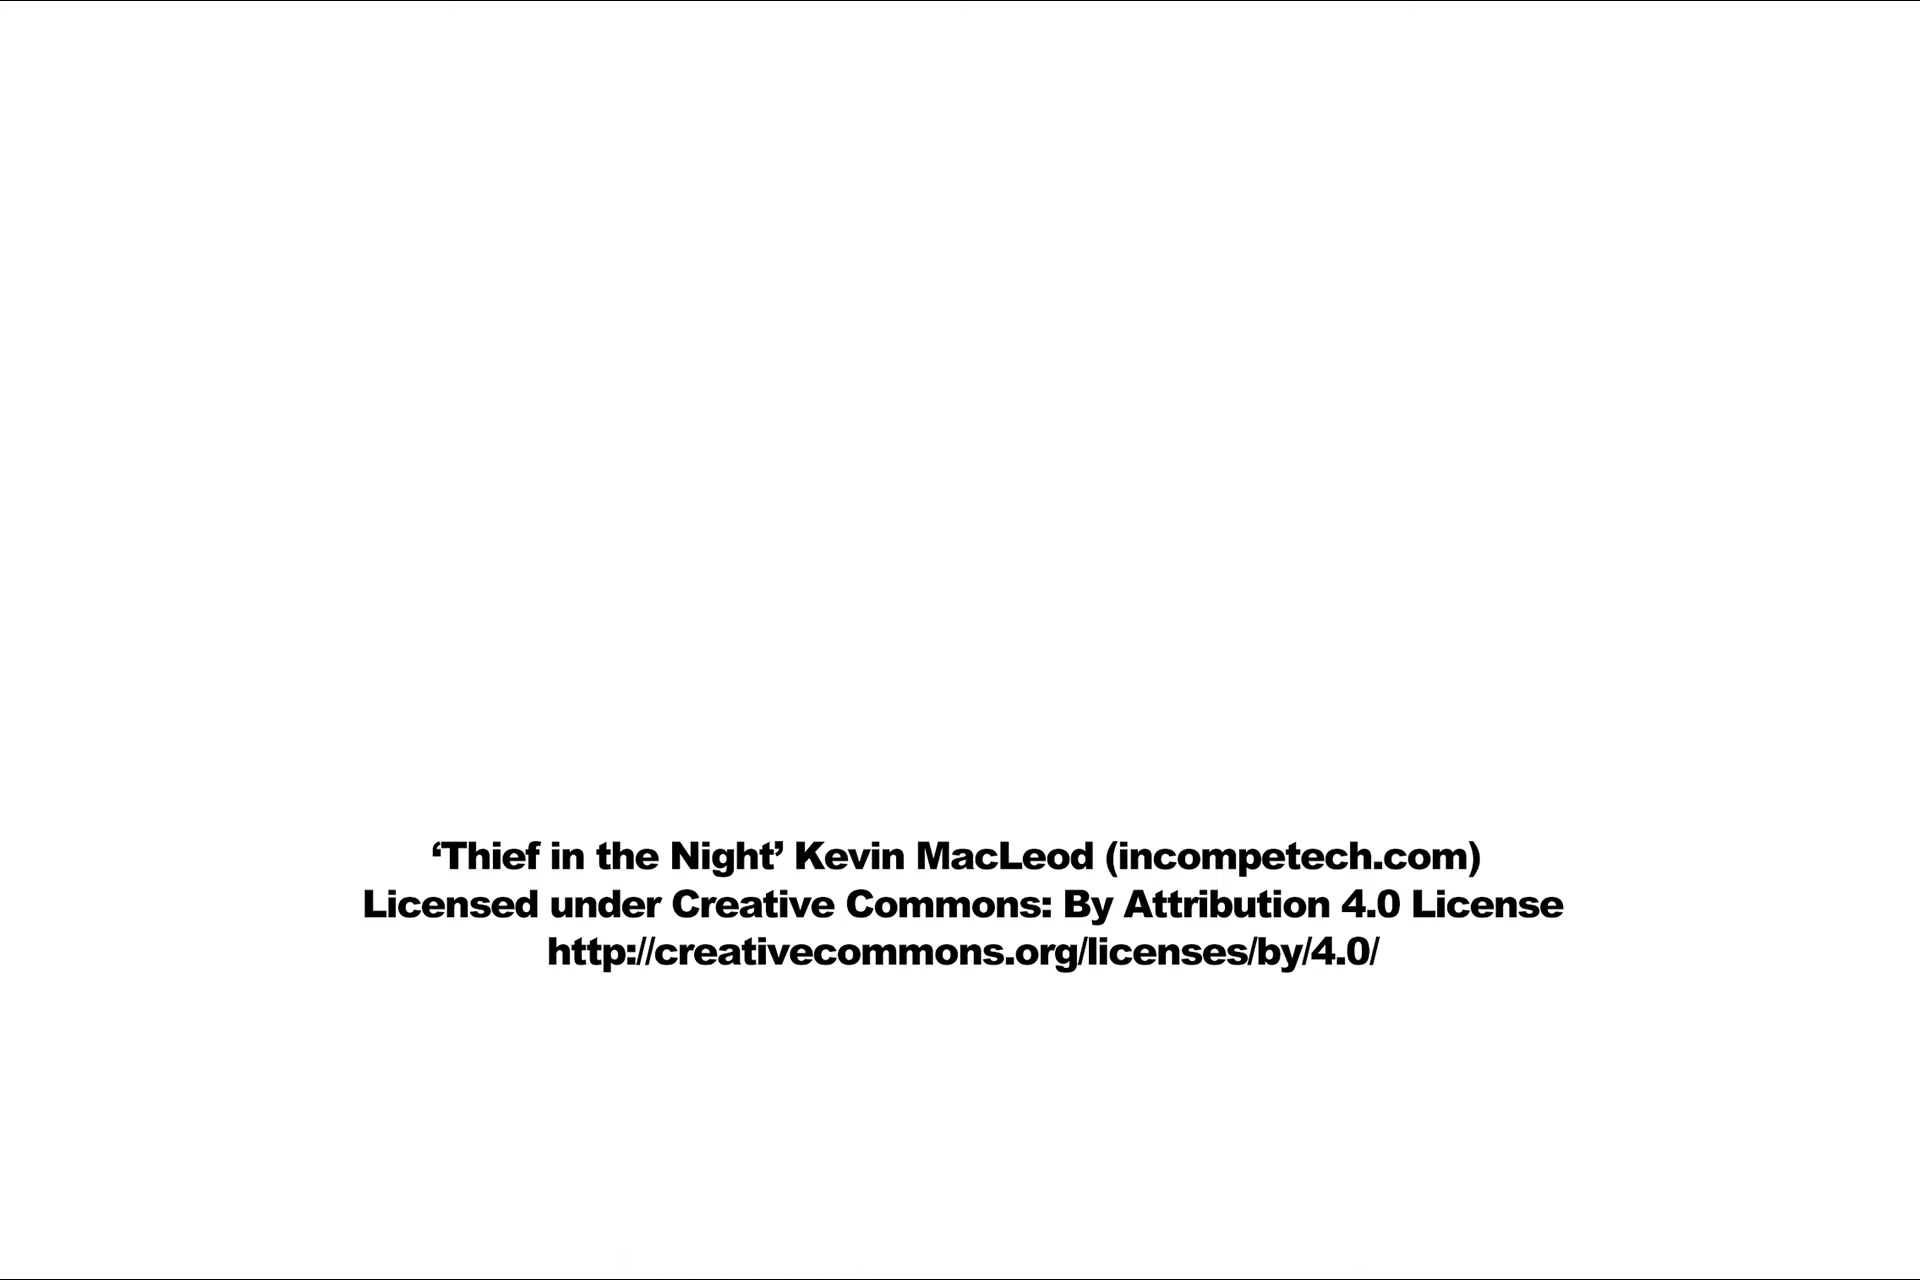 ‘Thief in the Night’ Kevin MacLeod (incompetech.com)
Licensed under Creative Commons: By Attribution 4.0 License
http://creativecommons.org/licenses/by/4.0/